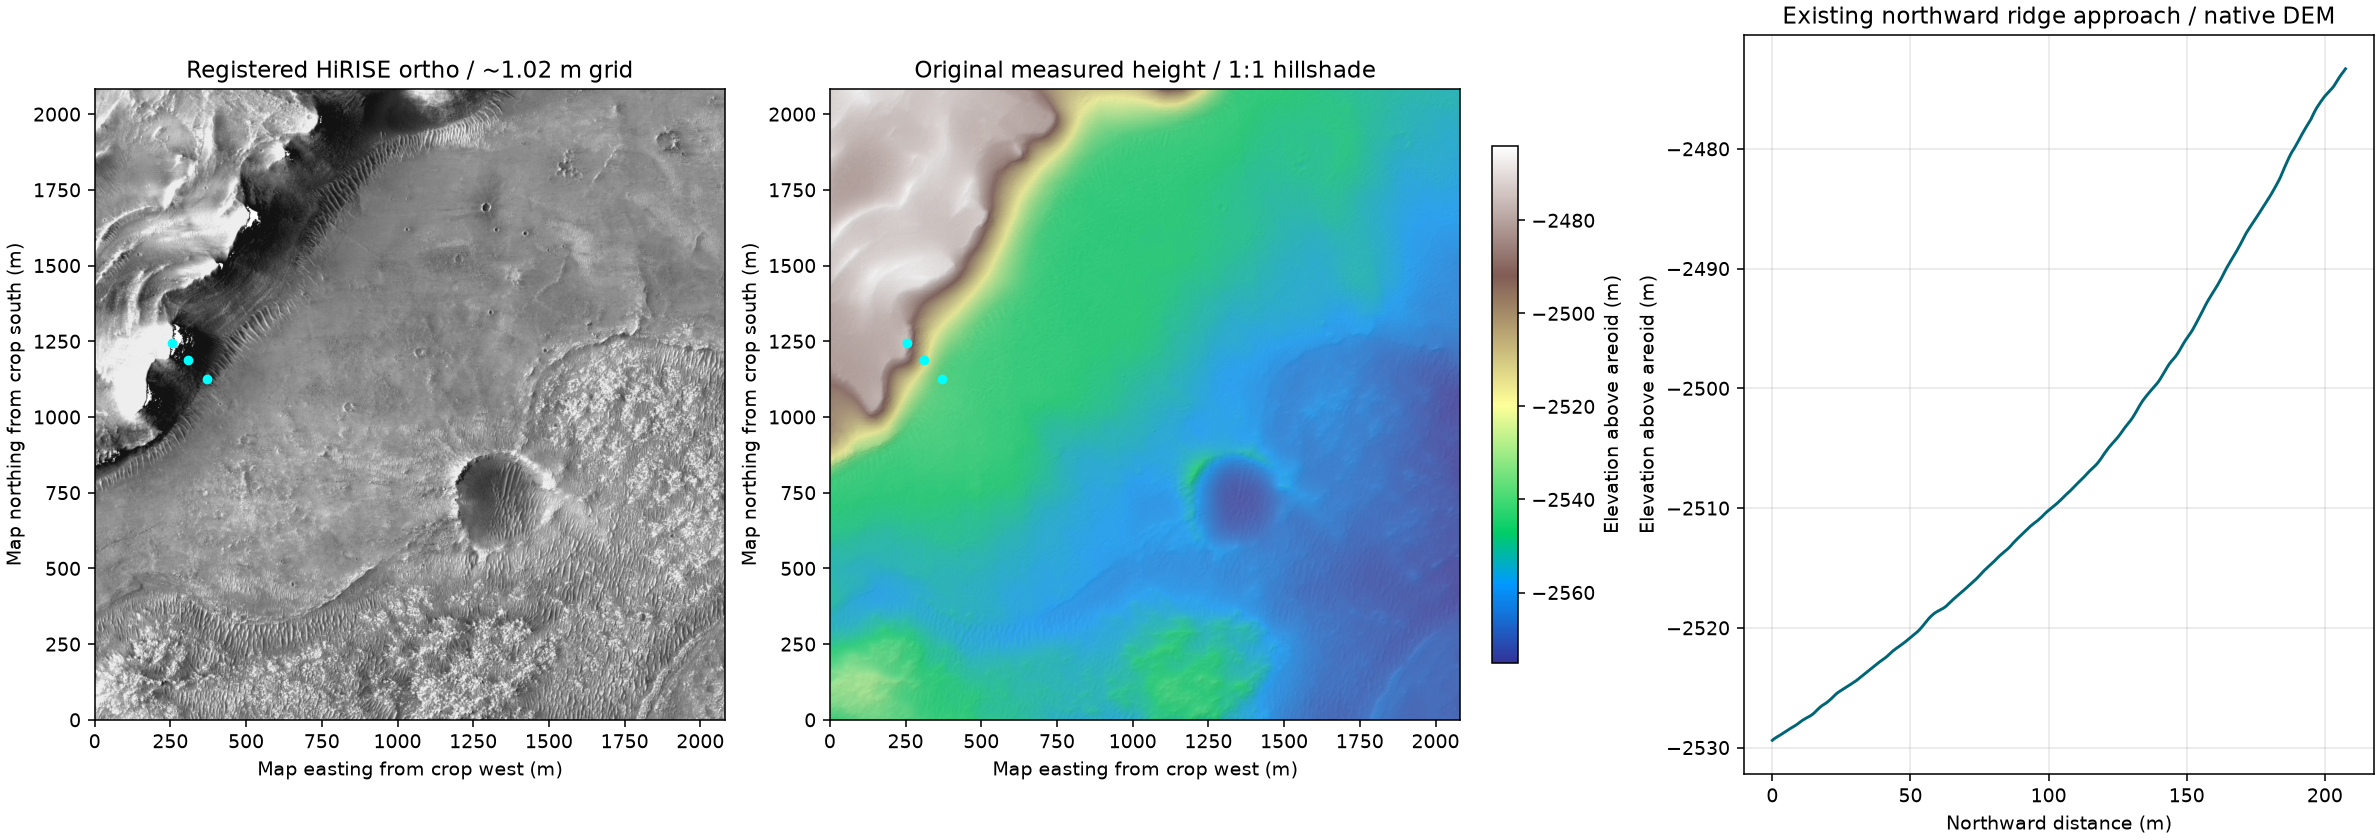 Registered HiRISE ortho / ~1.02 m grid
Map northing from crop south (m)
2000
1750
1500
1250
1000
750
500
250
0
0 250 500 750 1000 1250 1500 1750 2000
Map easting from crop west (m)
Original measured height / 1:1 hillshade
Map northing from crop south (m)
2000
1750
1500
1250
1000
750
500
250
0
0 250 500 750 1000 1250 1500 1750 2000
Map easting from crop west (m)
−2480
−2500
−2520
−2540
−2560
Elevation above areoid (m)
Existing northward ridge approach / native DEM
Elevation above areoid (m)
−2480
−2490
−2500
−2510
−2520
−2530
0 50 100 150 200
Northward distance (m)